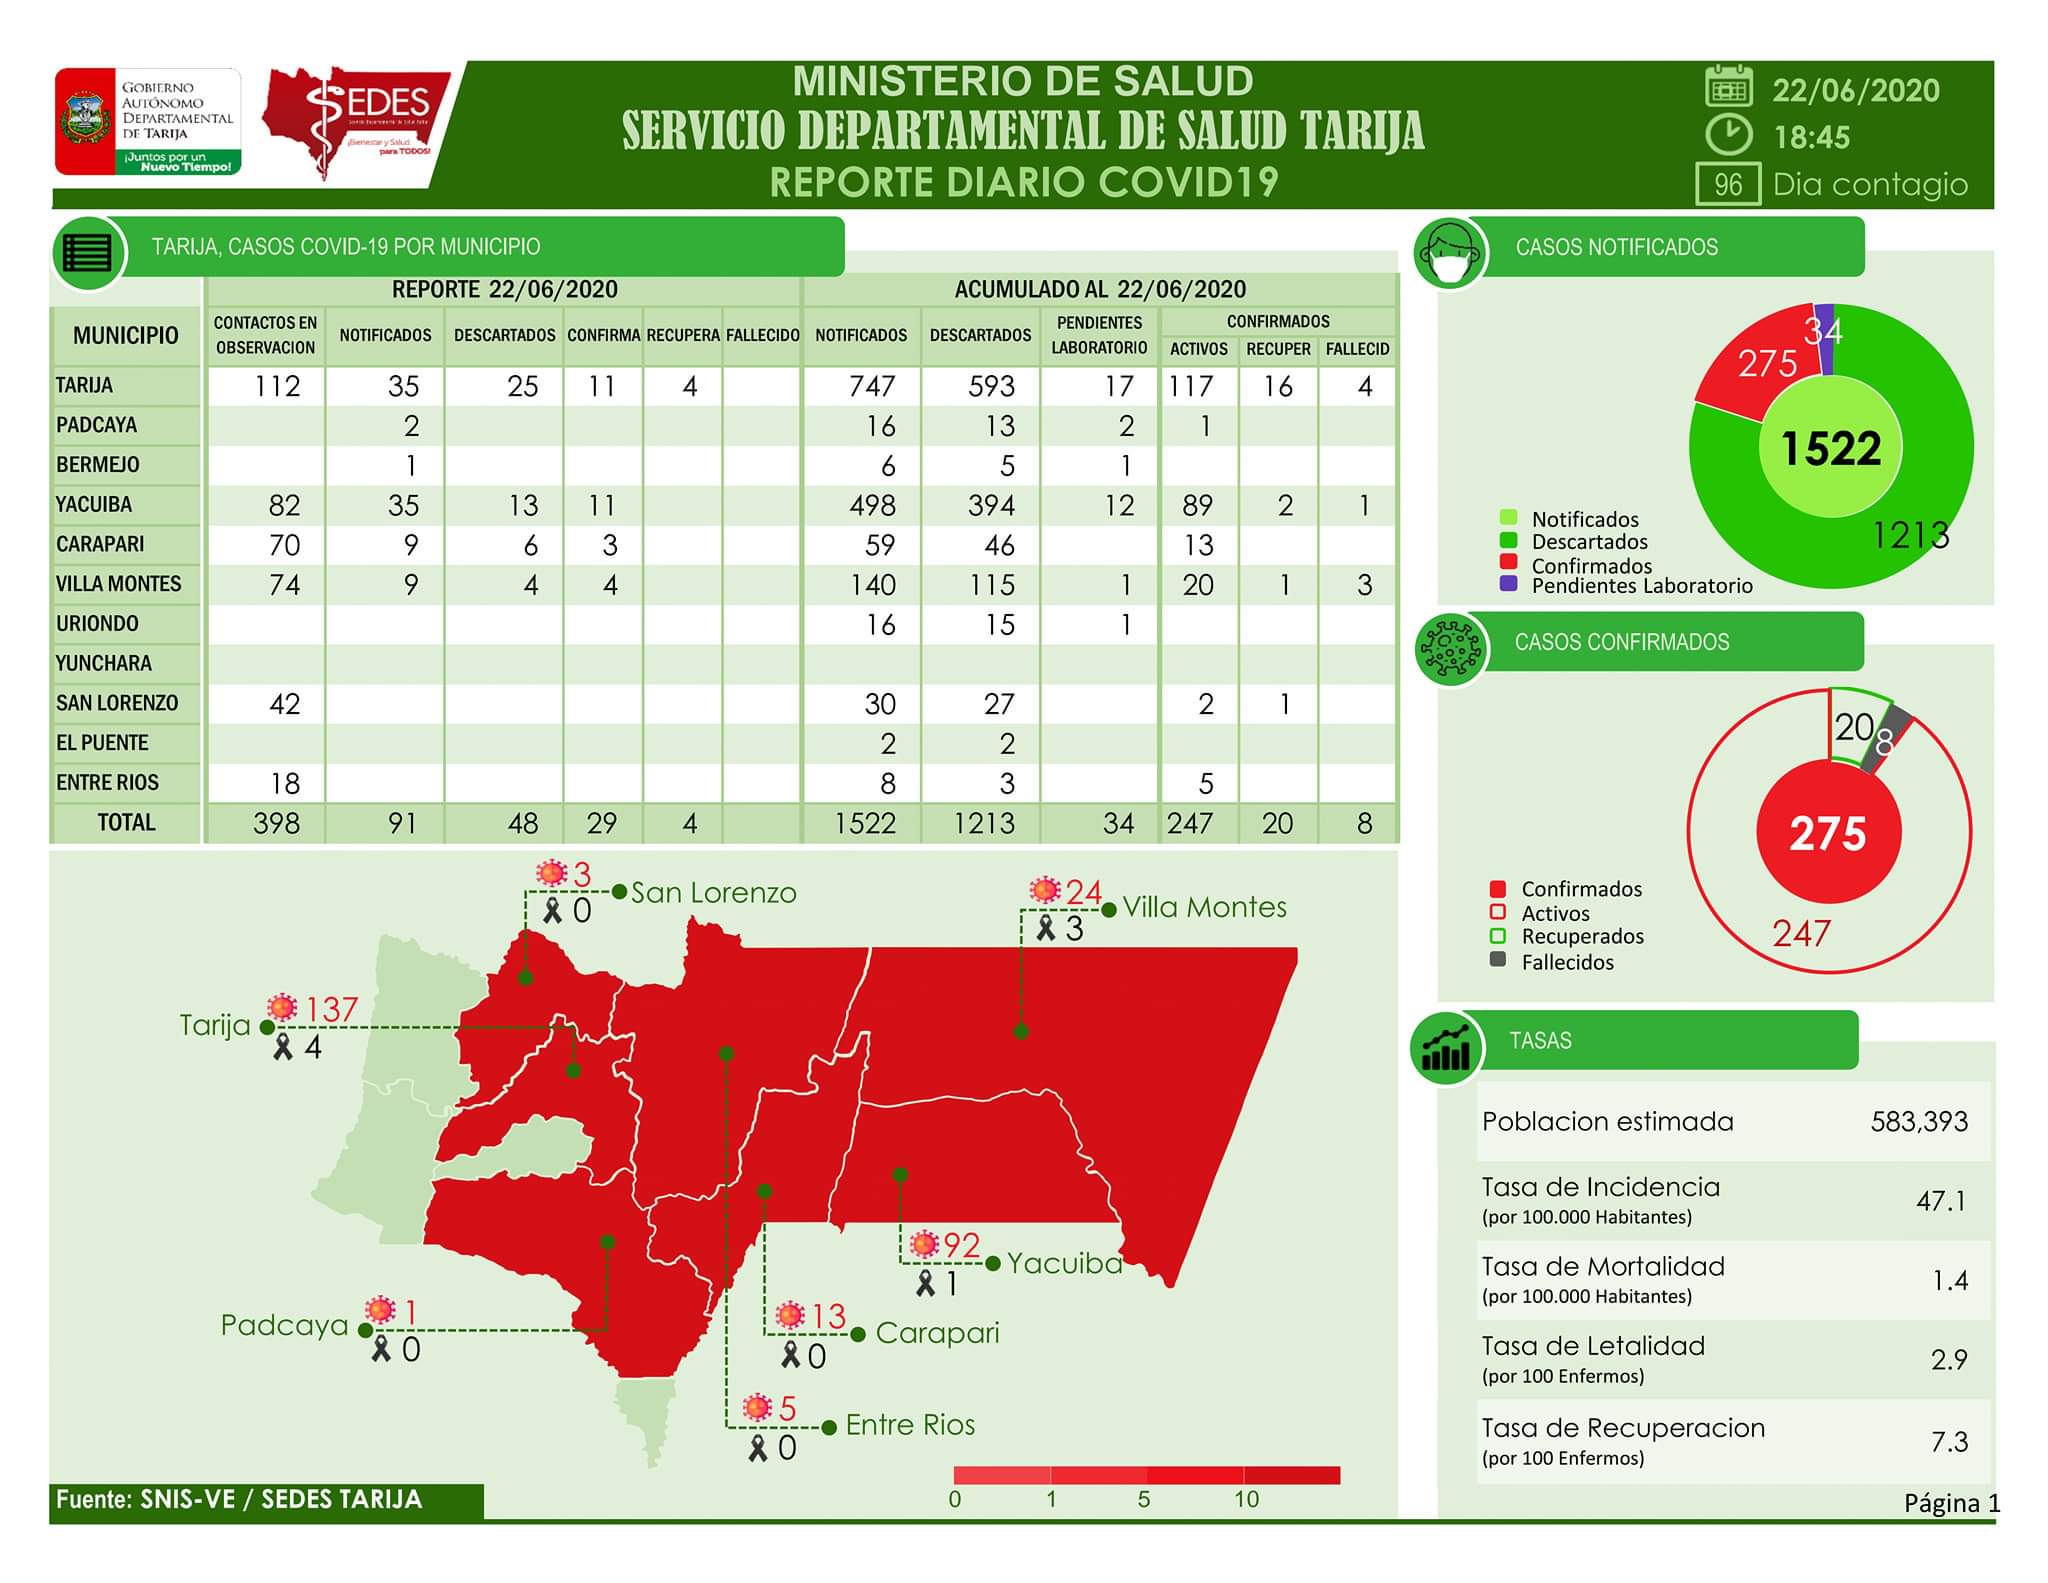 GOBIERNO
AUTÓNOMO
DEPARTAMENTAL
DE TARIJA
¡Juntos por un
Nuevo Tiempo!
SEDES
¡Bienestar y Salud
para TODOS!
MINISTERIO DE SALUD
SERVICIO DEPARTAMENTAL DE SALUD TARIJA
REPORTE DIARIO COVID19
22/06/2020
18:45
96 Dia contagio
TARIJA, CASOS COVID-19 POR MUNICIPIO
REPORTE 22/06/2020 ACUMULADO AL 22/06/2020
MUNICIPIO CONTACTOS EN OBSERVACION NOTIFICADOS DESCARTADOS CONFIRMA RECUPERA FALLECIDO NOTIFICADOS DESCARTADOS PENDIENTES LABORATORIO CONFIRMADOS
ACTIVOS RECUPER FALLECID
TARIJA 112 35 25 11 4 747 593 17 117 16 4
PADCAYA 2 16 13 2 1
BERMEJO 1 6 5 1
YACUIBA 82 35 13 11 498 394 12 89 2 1
CARAPARI 70 9 6 3 59 46 13
VILLA MONTES 74 9 4 4 140 115 1 20 1 3
URIONDO 16 15 1
YUNCHARA
SAN LORENZO 42 30 27 2 1
EL PUENTE 2 2
ENTRE RIOS 18 8 3 5
TOTAL 398 91 48 29 4 1522 1213 34 247 20 8
CASOS NOTIFICADOS
34
275
1522
1213
Notificados
Descartados
Confirmados
Pendientes Laboratorio
CASOS CONFIRMADOS
20
8
275
247
Confirmados
Activos
Recuperados
Fallecidos
TASAS
Poblacion estimada 583,393
Tasa de Incidencia 47.1
(por 100.000 Habitantes)
Tasa de Mortalidad 1.4
(por 100.000 Habitantes)
Tasa de Letalidad 2.9
(por 100 Enfermos)
Tasa de Recuperacion 7.3
(por 100 Enfermos)
3
San Lorenzo
0
24
Villa Montes
3
137
Tarija
4
92
Yacuiba
1
1
Padcaya
0
13
Carapari
0
5
Entre Rios
0
0 1 5 10
Fuente: SNIS-VE / SEDES TARIJA
Página 1